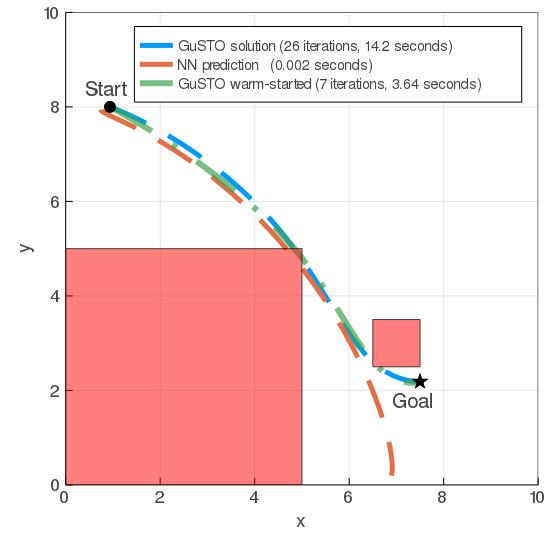 10
GuSTO solution (26 iterations, 14.2 seconds)
NN prediction (0.002 seconds)
GuSTO warm-started (7 iterations, 3.64 seconds)
Start
8
6
y
4
2
Goal
0
0 2 4 6 8 10
x